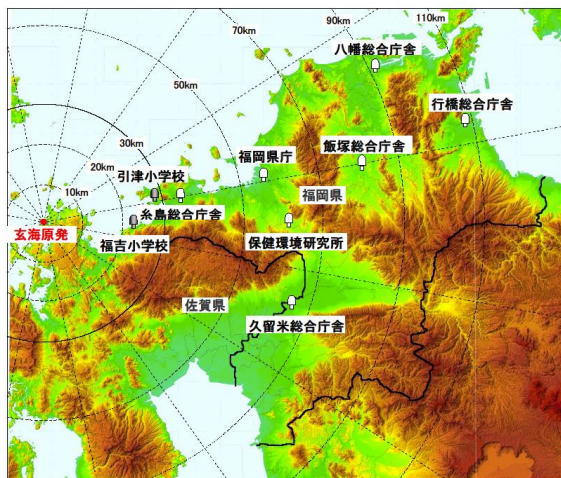 110km
90km
八幡総合庁舎
70km
行橋総合庁舎
50km
飯塚総合庁舎
30km
福岡県庁
引津小学校
20km
福岡県
10km
糸島総合庁舎
玄海原発
福吉小学校
保健環境研究所
佐賀県
久留米総合庁舎